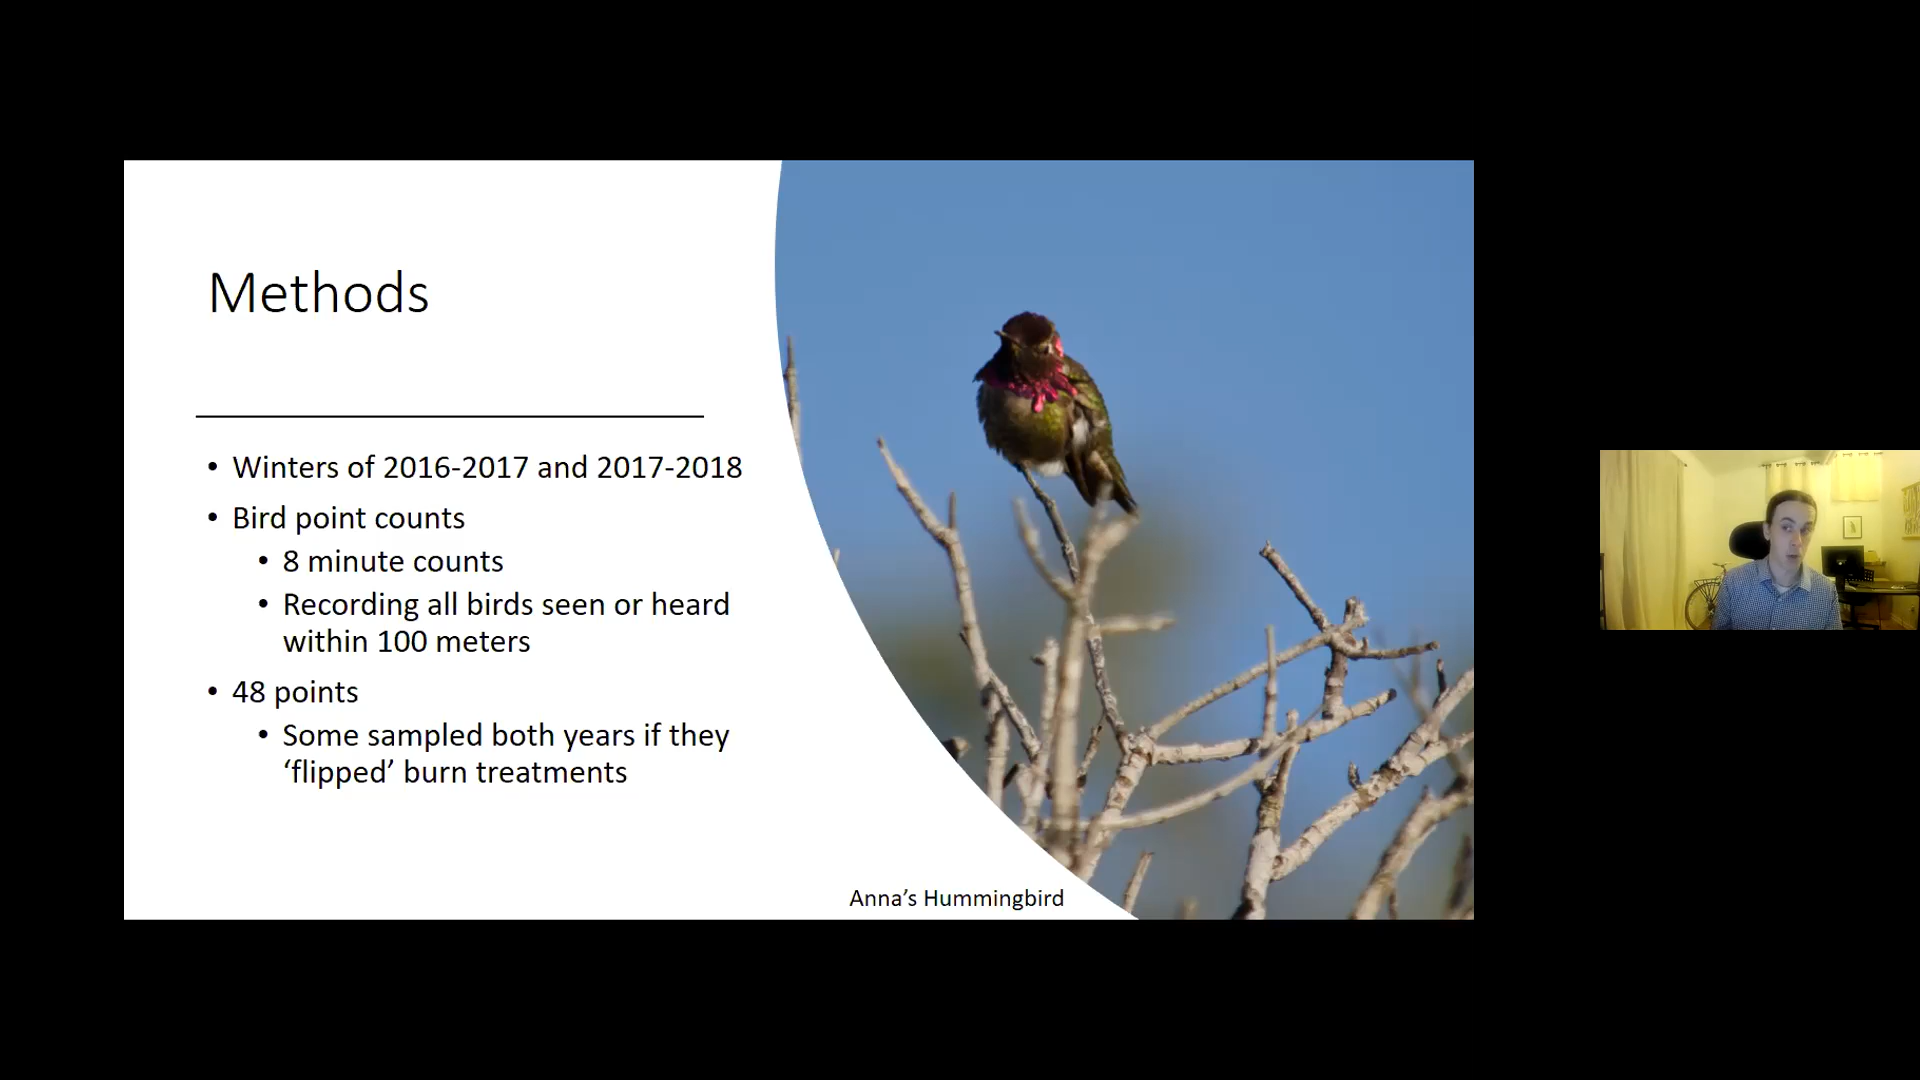 Methods
• Winters of 2016-2017 and 2017-2018
• Bird point counts
• 8 minute counts
• Recording all birds seen or heard
within 100 meters
• 48 points
• Some sampled both years if they
‘flipped’ burn treatments
Anna’s Hummingbird